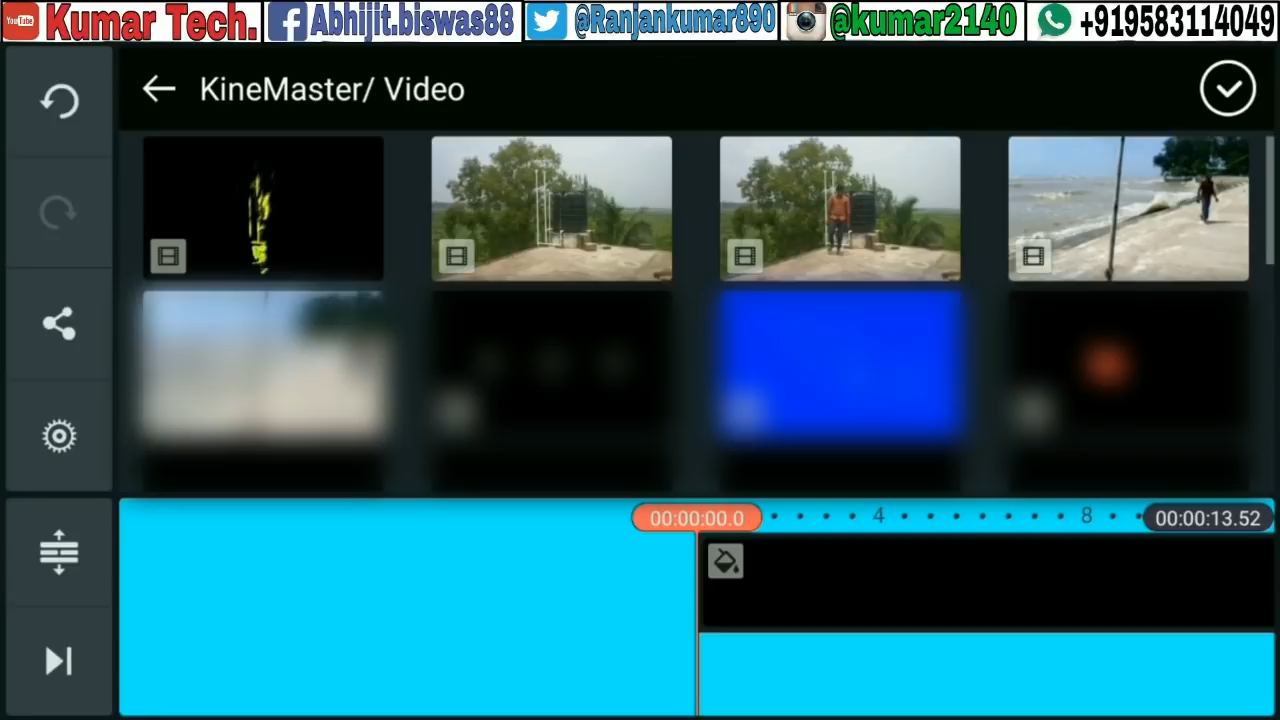 YouTube Kumar Tech. Abhijit.biswas88 @Ranjankumar890 @kumar2140 +919583114049
KineMaster/ Video
00:00:00.0 4 8 00:00:13.52